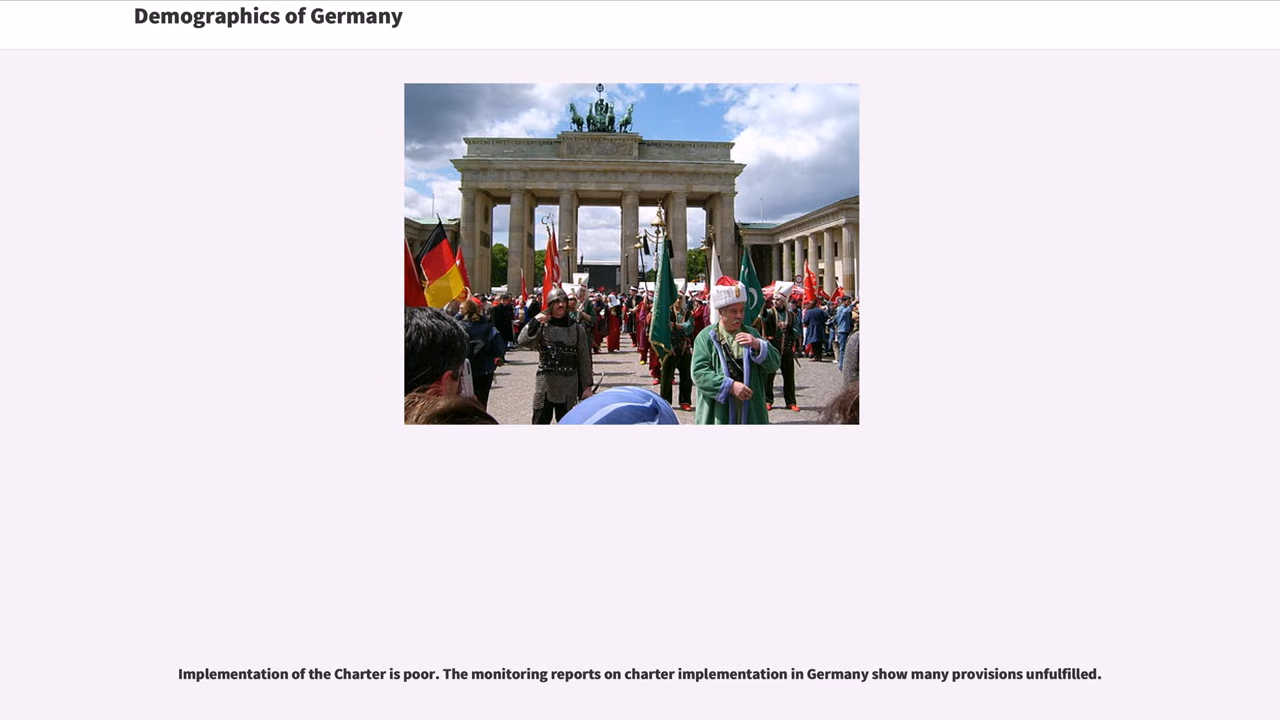 Demographics of Germany
Implementation of the Charter is poor. The monitoring reports on charter implementation in Germany show many provisions unfulfilled.